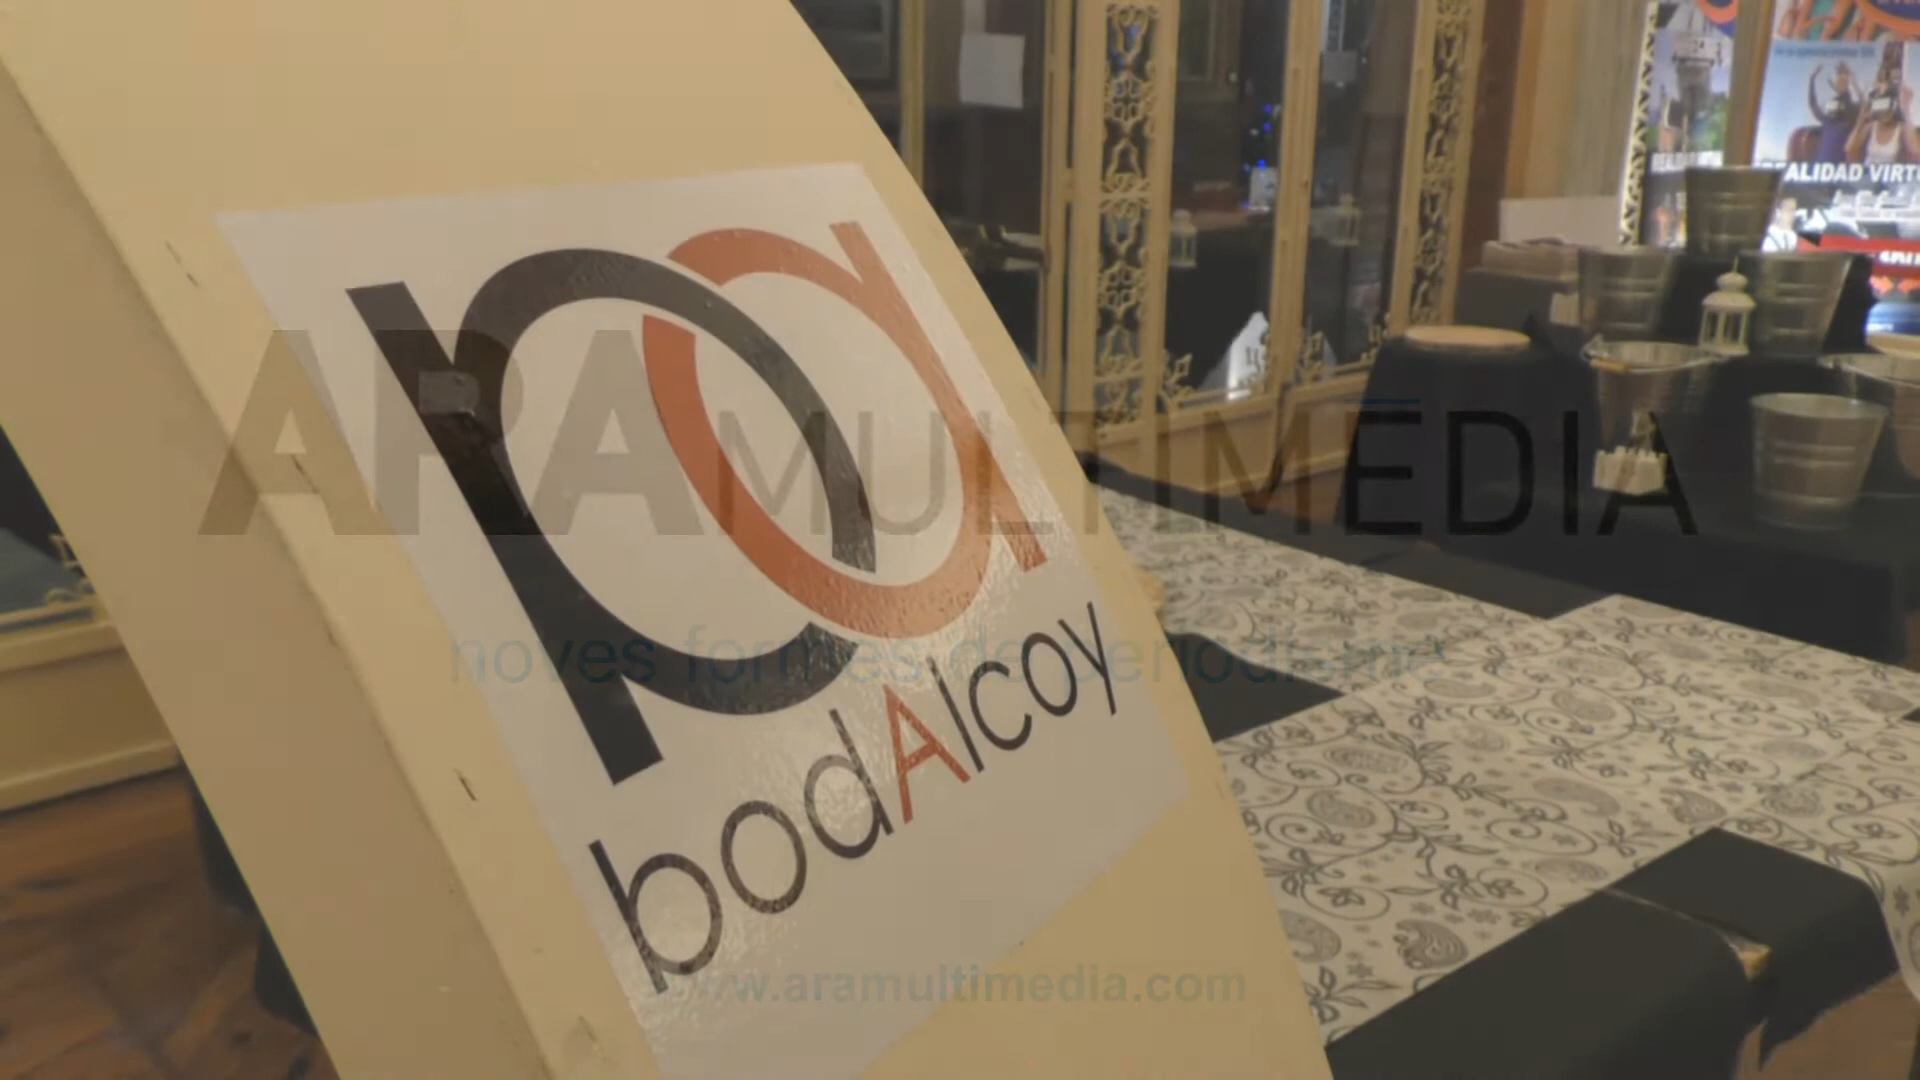 ALIDAD VIRTU
ARAMULTIMEDIA
noves formes de periodisme
bodAlcoy
www.aramultimedia.com